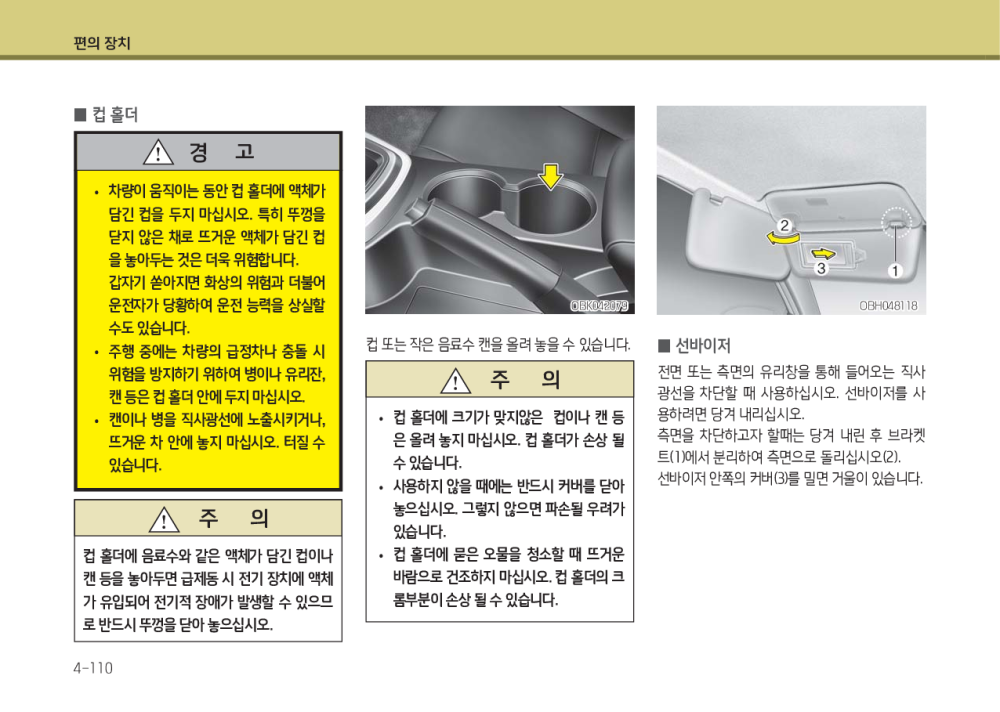 편의 장치
■ 컵 홀더
경 고
• 차량이 움직이는 동안 컵 홀더에 액체가
담긴 컵을 두지 마십시오. 특히 뚜껑을
닫지 않은 채로 뜨거운 액체가 담긴 컵
을 놓아두는 것은 더욱 위험합니다.
갑자기 쏟아지면 화상의 위험과 더불어
운전자가 당황하여 운전 능력을 상실할
수도 있습니다.
• 주행 중에는 차량의 급정차나 충돌 시
위험을 방지하기 위하여 병이나 유리잔,
캔 등은 컵 홀더 안에 두지 마십시오.
• 캔이나 병을 직사광선에 노출시키거나,
뜨거운 차 안에 놓지 마십시오. 터질 수
있습니다.
주 의
컵 홀더에 음료수와 같은 액체가 담긴 컵이나
캔 등을 놓아두면 급제동 시 전기 장치에 액체
가 유입되어 전기적 장애가 발생할 수 있으므
로 반드시 뚜껑을 닫아 놓으십시오.
OBK042079
컵 또는 작은 음료수 캔을 올려 놓을 수 있습니다.
주 의
• 컵 홀더에 크기가 맞지않은 컵이나 캔 등
은 올려 놓지 마십시오. 컵 홀더가 손상 될
수 있습니다.
• 사용하지 않을 때에는 반드시 커버를 닫아
놓으십시오. 그렇지 않으면 파손될 우려가
있습니다.
• 컵 홀더에 묻은 오물을 청소할 때 뜨거운
바람으로 건조하지 마십시오. 컵 홀더의 크
롬부분이 손상 될 수 있습니다.
2
3
1
OBH048118
■ 선바이저
전면 또는 측면의 유리창을 통해 들어오는 직사
광선을 차단할 때 사용하십시오. 선바이저를 사
용하려면 당겨 내리십시오.
측면을 차단하고자 할때는 당겨 내린 후 브라켓
트(1)에서 분리하여 측면으로 돌리십시오(2).
선바이저 안쪽의 커버(3)를 밀면 거울이 있습니다.
4-110